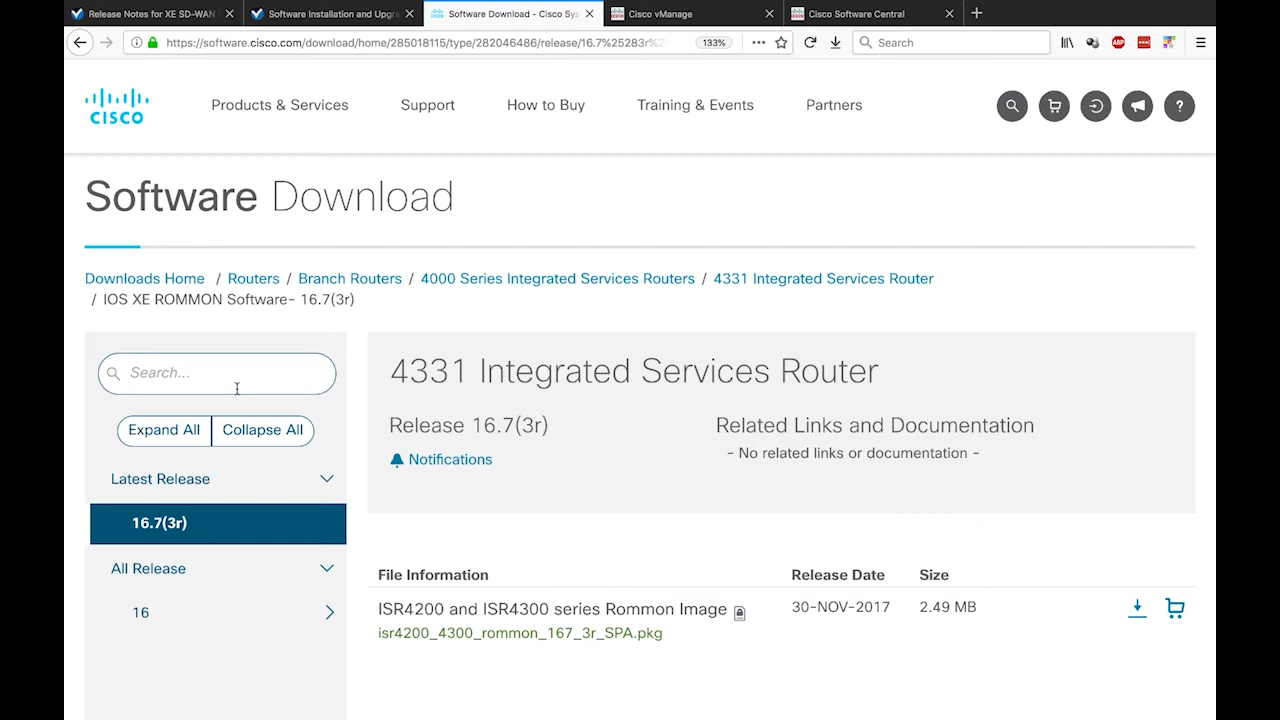 Release Notes for XE SD-WAN
Software Installation and Upgra
Software Download - Cisco Sys
Cisco vManage
Cisco Software Central
https://software.cisco.com/download/home/285018115/type/282046486/release/16.7%25283r%2
133%
Search
ABP
CISCO
Products & Services
Support
How to Buy
Training & Events
Partners
?
Software Download
Downloads Home / Routers / Branch Routers / 4000 Series Integrated Services Routers / 4331 Integrated Services Router
/ IOS XE ROMMON Software- 16.7(3r)
Search...
Expand All
Collapse All
Latest Release
16.7(3r)
All Release
16
4331 Integrated Services Router
Release 16.7(3r)
Related Links and Documentation
Notifications
- No related links or documentation -
File Information
Release Date
Size
ISR4200 and ISR4300 series Rommon Image
30-NOV-2017
2.49 MB
isr4200_4300_rommon_167_3r_SPA.pkg